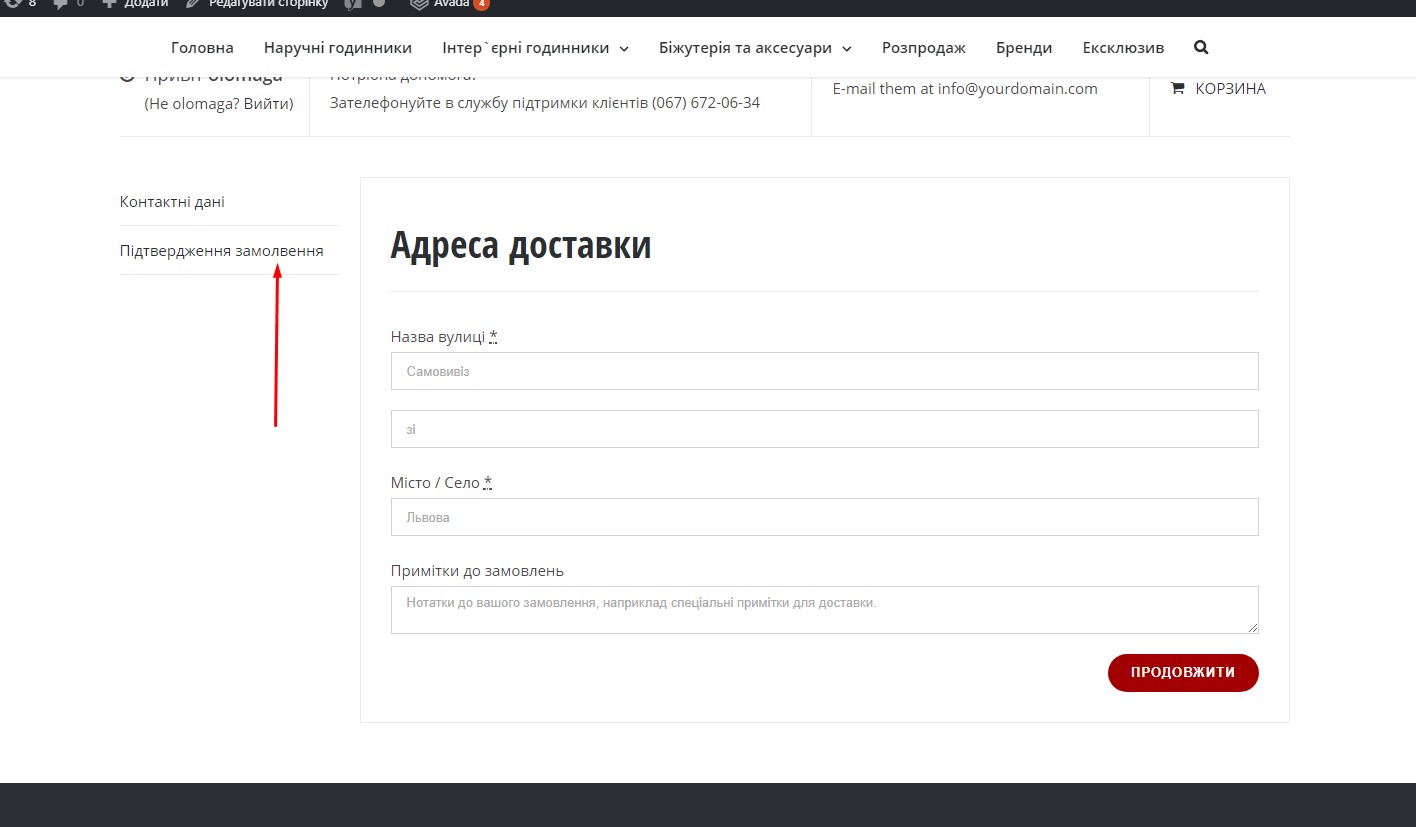 8 0 Додати Редагувати сторінку Avada 4
Головна Наручні годинники Інтер`єрні годинники Біжутерія та аксесуари Розпродаж Бренди Ексклюзив
Привіт olomaga
Потрібна допомога?
(Не olomaga? Вийти)
Зателефонуйте в службу підтримки клієнтів (067) 672-06-34
E-mail them at info@yourdomain.com
КОРЗИНА
Контактні дані
Підтвердження замолвення
Адреса доставки
Назва вулиці *
Самовивіз
зі
Місто / Село *
Львова
Примітки до замовлень
Нотатки до вашого замовлення, наприклад спеціальні примітки для доставки.
ПРОДОВЖИТИ